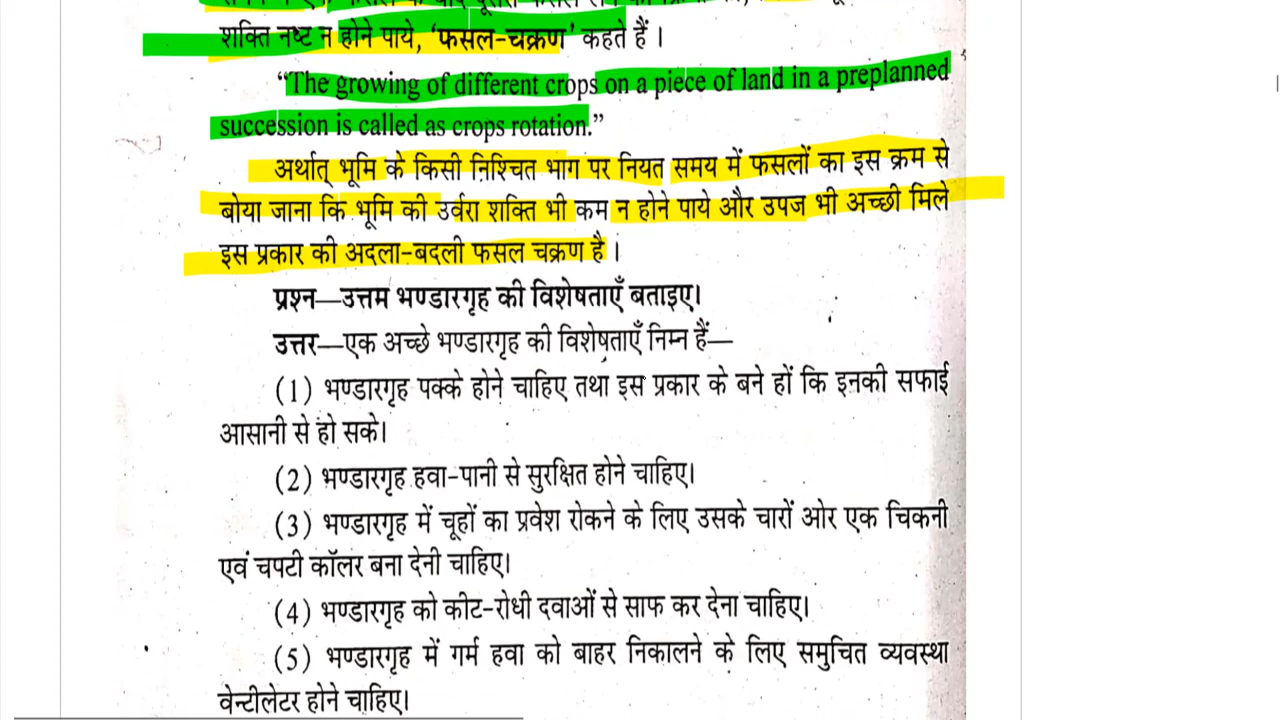 शक्ति नष्ट न होने पाये, ‘फसल-चक्रण’ कहते हैं ।
“The growing of different crops on a piece of land in a preplanned
succession is called as crops rotation.”
अर्थात् भूमि के किसी निश्चित भाग पर नियत समय में फसलों का इस क्रम से
बोया जाना कि भूमि की उर्वरा शक्ति भी कम न होने पाये और उपज भी अच्छी मिले
इस प्रकार की अदला-बदली फसल चक्रण है ।
प्रश्न—उत्तम भण्डारगृह की विशेषताएँ बताइए।
उत्तर—एक अच्छे भण्डारगृह की विशेषताएँ निम्न हैं—
(1) भण्डारगृह पक्के होने चाहिए तथा इस प्रकार के बने हों कि इनकी सफाई
आसानी से हो सके।
(2) भण्डारगृह हवा-पानी से सुरक्षित होने चाहिए।
(3) भण्डारगृह में चूहों का प्रवेश रोकने के लिए उसके चारों ओर एक चिकनी
एवं चपटी कॉलर बना देनी चाहिए।
(4) भण्डारगृह को कीट-रोधी दवाओं से साफ कर देना चाहिए।
(5) भण्डारगृह में गर्म हवा को बाहर निकालने के लिए समुचित व्यवस्था
वेन्टीलेटर होने चाहिए।